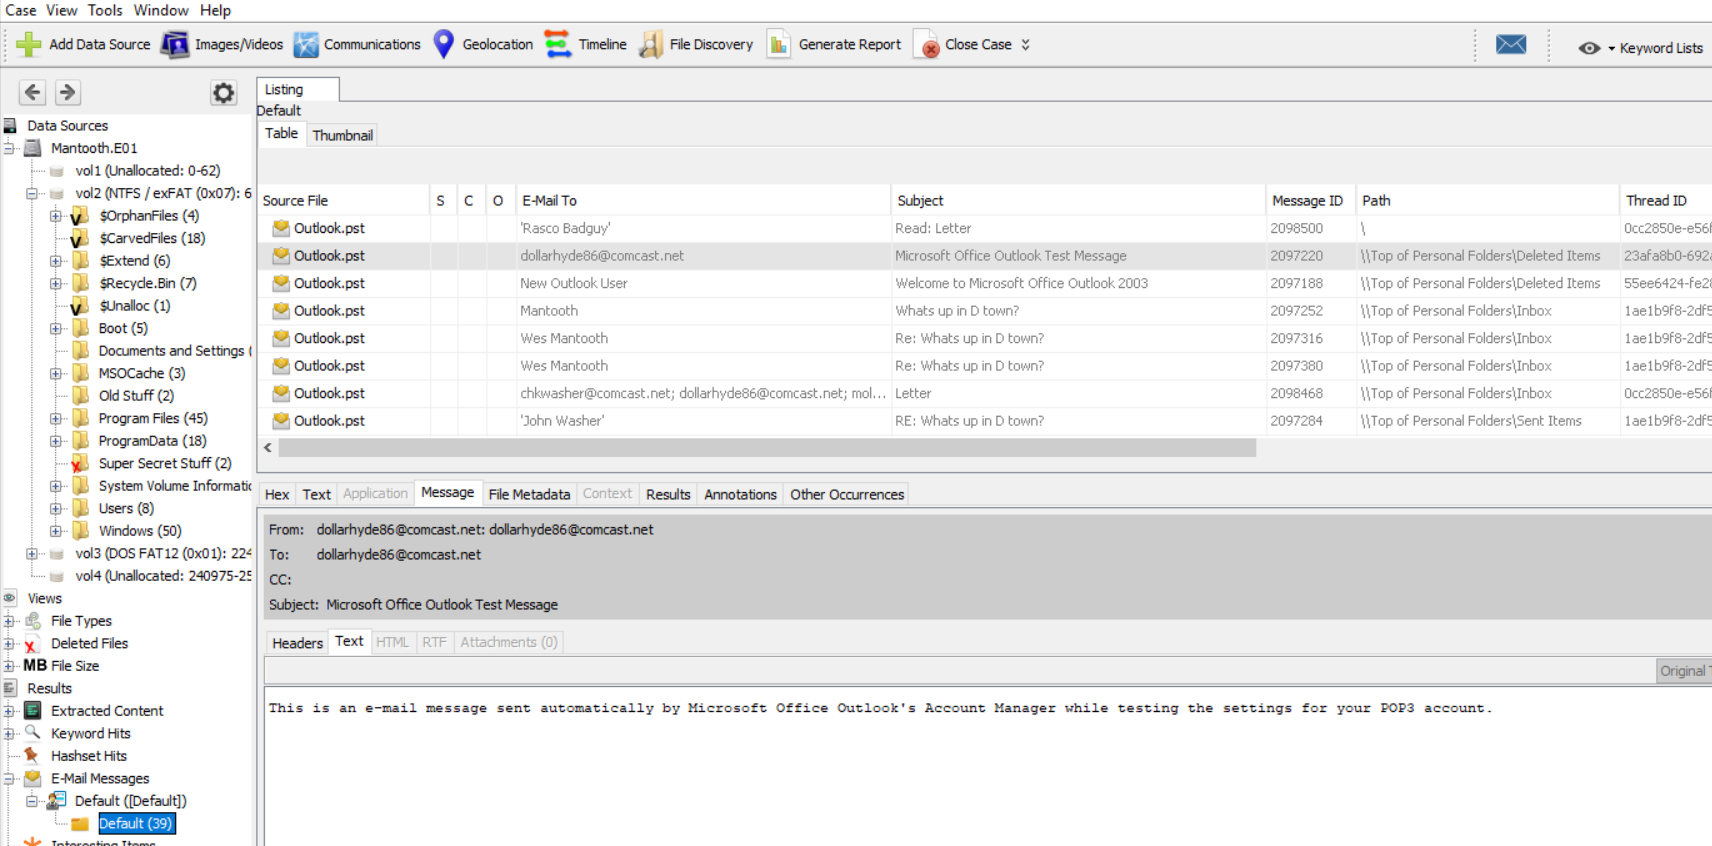 Case View Tools Window Help
Add Data Source Images/Videos Communications Geolocation Timeline File Discovery Generate Report Close Case Keyword Lists
Listing
Default
Table Thumbnail
Data Sources
Mantooth.E01
vol1 (Unallocated: 0-62)
vol2 (NTFS / exFAT (0x07): 6
$OrphanFiles (4)
$CarvedFiles (18)
$Extend (6)
$Recycle.Bin (7)
$Unalloc (1)
Boot (5)
Documents and Settings (
MSOCache (3)
Old Stuff (2)
Program Files (45)
ProgramData (18)
Super Secret Stuff (2)
System Volume Informatio
Users (8)
Windows (50)
vol3 (DOS FAT12 (0x01): 224
vol4 (Unallocated: 240975-25
Views
File Types
Deleted Files
MB File Size
Results
Extracted Content
Keyword Hits
Hashset Hits
E-Mail Messages
Default ([Default])
Default (39)
Interesting Items
Source File S C O E-Mail To Subject Message ID Path Thread ID
Outlook.pst 'Rasco Badguy' Read: Letter 2098500 \ 0cc2850e-e56f
Outlook.pst dollarhyde86@comcast.net Microsoft Office Outlook Test Message 2097220 \\Top of Personal Folders\Deleted Items 23afa8b0-692a
Outlook.pst New Outlook User Welcome to Microsoft Office Outlook 2003 2097188 \\Top of Personal Folders\Deleted Items 55ee6424-fe28
Outlook.pst Mantooth Whats up in D town? 2097252 \\Top of Personal Folders\Inbox 1ae1b9f8-2df5
Outlook.pst Wes Mantooth Re: Whats up in D town? 2097316 \\Top of Personal Folders\Inbox 1ae1b9f8-2df5
Outlook.pst Wes Mantooth Re: Whats up in D town? 2097380 \\Top of Personal Folders\Inbox 1ae1b9f8-2df5
Outlook.pst chkwasher@comcast.net; dollarhyde86@comcast.net; mol... Letter 2098468 \\Top of Personal Folders\Inbox 0cc2850e-e56f
Outlook.pst 'John Washer' RE: Whats up in D town? 2097284 \\Top of Personal Folders\Sent Items 1ae1b9f8-2df5
Hex Text Application Message File Metadata Context Results Annotations Other Occurrences
From: dollarhyde86@comcast.net: dollarhyde86@comcast.net
To: dollarhyde86@comcast.net
CC:
Subject: Microsoft Office Outlook Test Message
Headers Text HTML RTF Attachments (0)
Original T
This is an e-mail message sent automatically by Microsoft Office Outlook's Account Manager while testing the settings for your POP3 account.